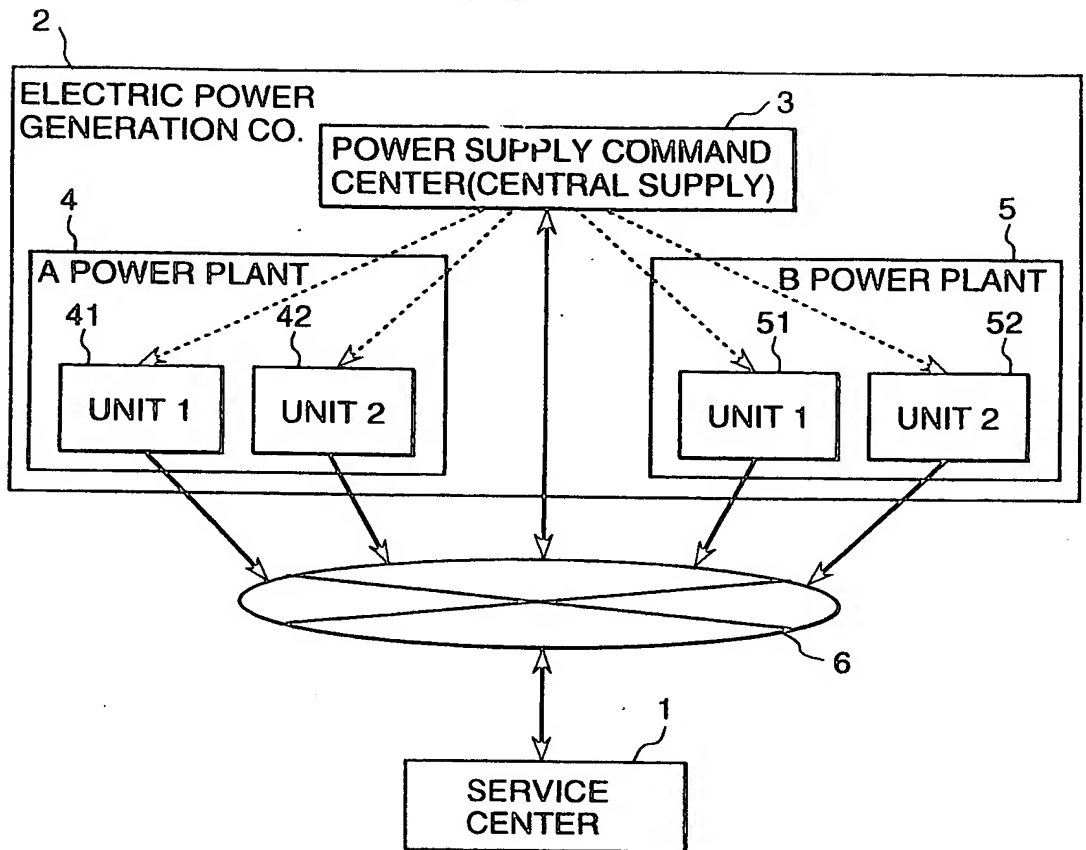 2
ELECTRIC POWER
GENERATION CO.
3
POWER SUPPLY COMMAND
CENTER(CENTRAL SUPPLY)
4
A POWER PLANT
41
42
UNIT 1
UNIT 2
5
B POWER PLANT
51
52
UNIT 1
UNIT 2
6
1
SERVICE
CENTER